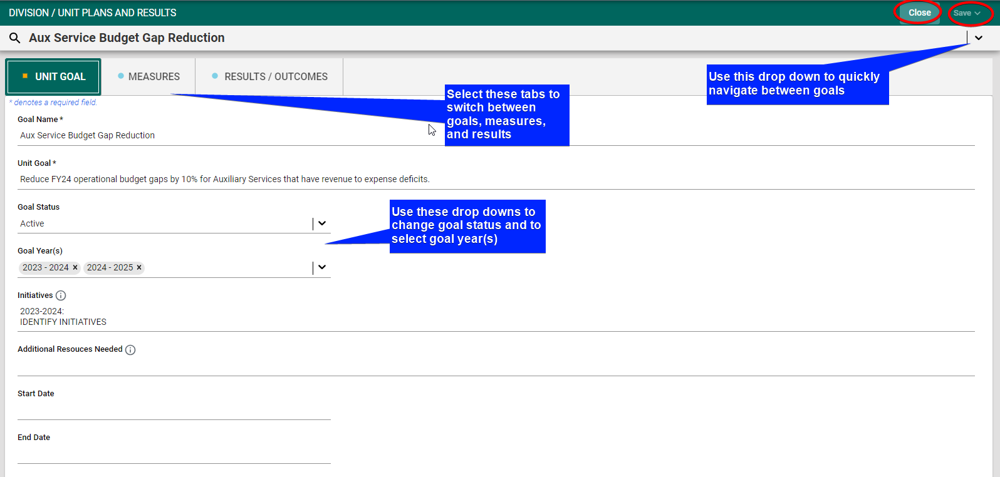 DIVISION / UNIT PLANS AND RESULTS
Close
Save
Aux Service Budget Gap Reduction
Use this drop down to quickly
navigate between goals
UNIT GOAL
MEASURES
RESULTS / OUTCOMES
Select these tabs to
switch between
goals, measures,
and results
* denotes a required field.
Goal Name *
Aux Service Budget Gap Reduction
Unit Goal *
Reduce FY24 operational budget gaps by 10% for Auxiliary Services that have revenue to expense deficits.
Goal Status
Active
Use these drop downs to
change goal status and to
select goal year(s)
Goal Year(s)
2023 - 2024 × 2024 - 2025 ×
Initiatives
2023-2024:
IDENTIFY INITIATIVES
Additional Resouces Needed
Start Date
End Date